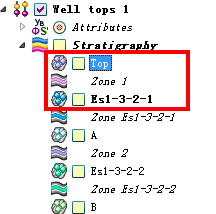 Well tops 1
Attributes
Stratigraphy
Top
Zone 1
Es1-3-2-1
Zone Es1-3-2-1
A
Zone 2
Es1-3-2-2
Zone Es1-3-2-2
B